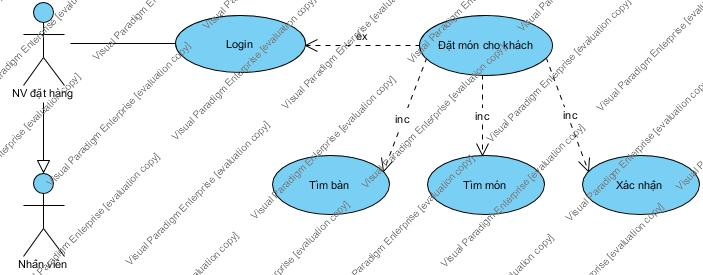 Login
ex
Đặt món cho khách
NV đặt hàng
inc
inc
inc
Tìm bàn
Tìm món
Xác nhận
Nhân viên
Visual Paradigm Enterprise [evaluation copy]